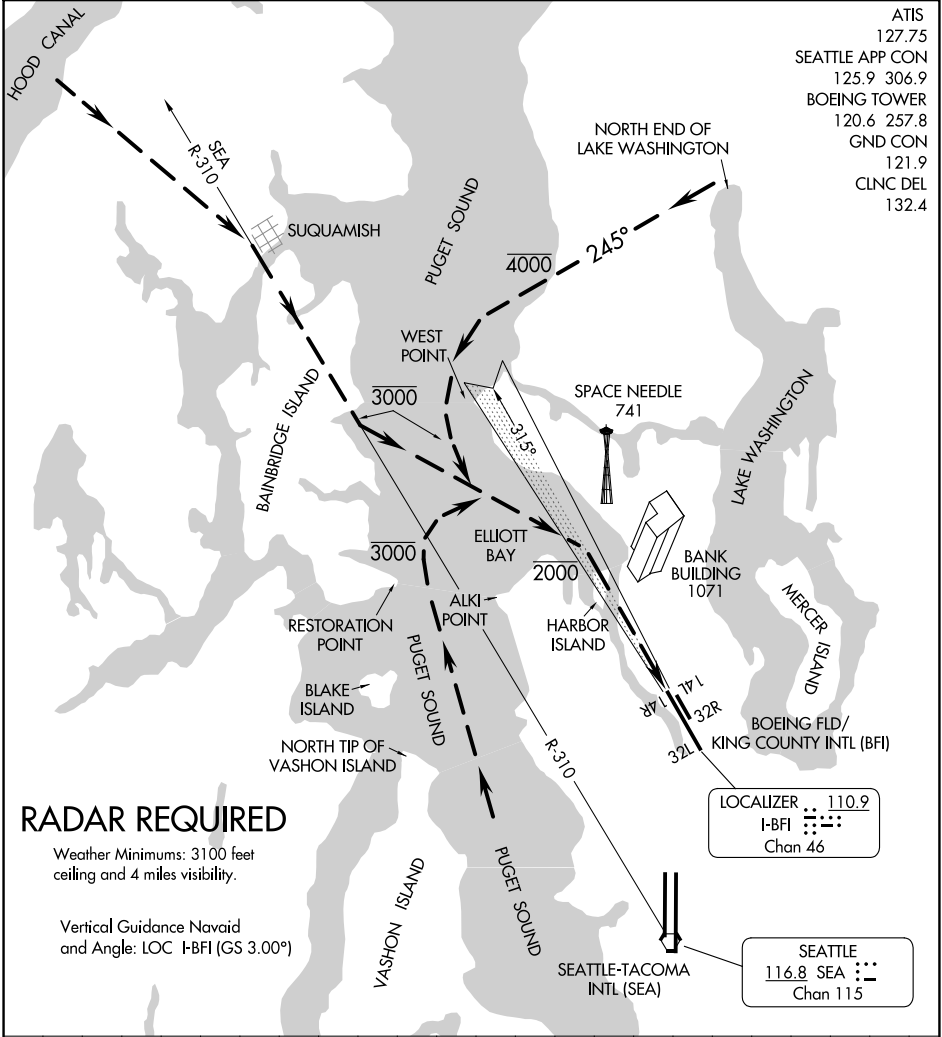 ATIS
127.75
SEATTLE APP CON
125.9 306.9
BOEING TOWER
120.6 257.8
GND CON
121.9
CLNC DEL
132.4
HOOD CANAL
SEA
R-310
SUQUAMISH
PUGET SOUND
NORTH END OF
LAKE WASHINGTON
245°
4000
WEST
POINT
3000
315°
SPACE NEEDLE
741
LAKE WASHINGTON
BAINBRIDGE ISLAND
ELLIOTT
BAY
3000
2000
BANK
BUILDING
1071
MERCER
ISLAND
RESTORATION
POINT
ALKI
POINT
HARBOR
ISLAND
PUGET SOUND
BLAKE
ISLAND
NORTH TIP OF
VASHON ISLAND
R-310
14L
14R
32R
32L
BOEING FLD/
KING COUNTY INTL (BFI)
LOCALIZER 110.9
I-BFI
Chan 46
RADAR REQUIRED
Weather Minimums: 3100 feet
ceiling and 4 miles visibility.
Vertical Guidance Navaid
and Angle: LOC I-BFI (GS 3.00°)
VASHON ISLAND
PUGET SOUND
SEATTLE-TACOMA
INTL (SEA)
SEATTLE
116.8 SEA
Chan 115